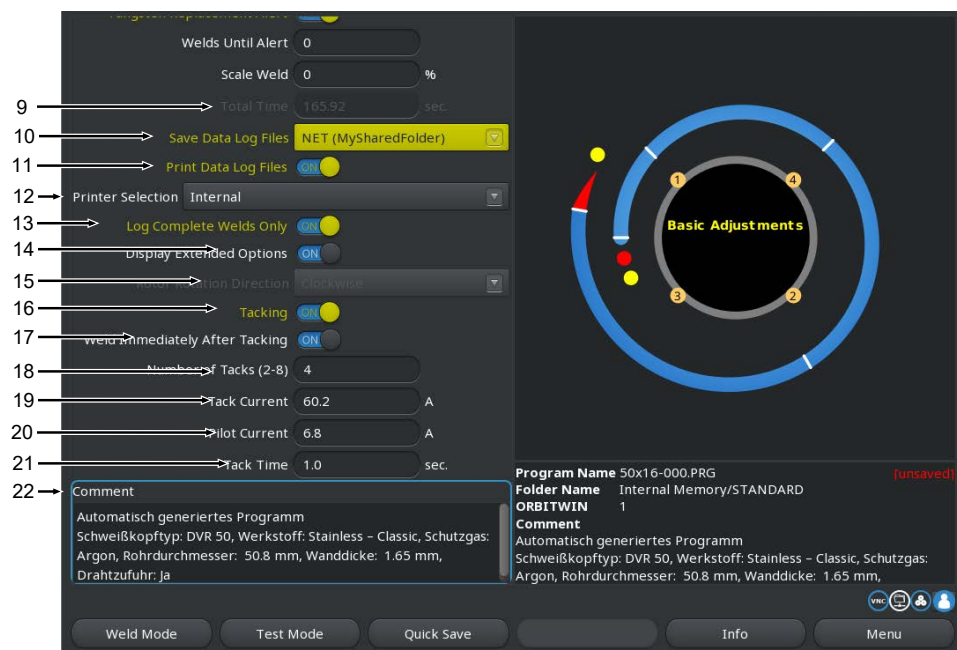 Tungsten Replacement Alert
Welds Until Alert 0
Scale Weld 0 %
9 Total Time 165.92 sec.
10 Save Data Log Files NET (MySharedFolder)
11 Print Data Log Files ON
12 Printer Selection Internal
13 Log Complete Welds Only ON
14 Display Extended Options ON
15 Rotor Rotation Direction Clockwise
16 Tacking ON
17 Weld Immediately After Tacking ON
18 Number of Tacks (2-8) 4
19 Tack Current 60.2 A
20 Pilot Current 6.8 A
21 Tack Time 1.0 sec.
22 Comment
Automatisch generiertes Programm
Schweißkopftyp: DVR 50, Werkstoff: Stainless – Classic, Schutzgas:
Argon, Rohrdurchmesser: 50.8 mm, Wanddicke: 1.65 mm,
Drahtzufuhr: Ja
1 4
Basic Adjustments
3 2
Program Name 50x16-000.PRG [unsaved]
Folder Name Internal Memory/STANDARD
ORBITWIN 1
Comment
Automatisch generiertes Programm
Schweißkopftyp: DVR 50, Werkstoff: Stainless – Classic, Schutzgas:
Argon, Rohrdurchmesser: 50.8 mm, Wanddicke: 1.65 mm,
VNC
Weld Mode Test Mode Quick Save Info Menu